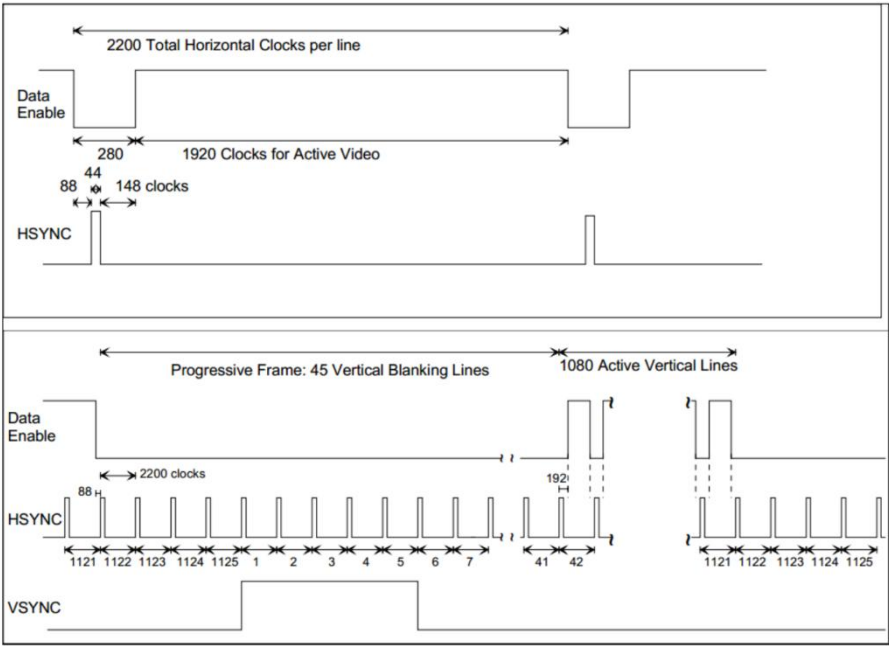 2200 Total Horizontal Clocks per line
Data
Enable
280
1920 Clocks for Active Video
44
88
148 clocks
HSYNC
Progressive Frame: 45 Vertical Blanking Lines
1080 Active Vertical Lines
Data
Enable
2200 clocks
88
192
HSYNC
1121 1122 1123 1124 1125 1 2 3 4 5 6 7 41 42 1121 1122 1123 1124 1125
VSYNC